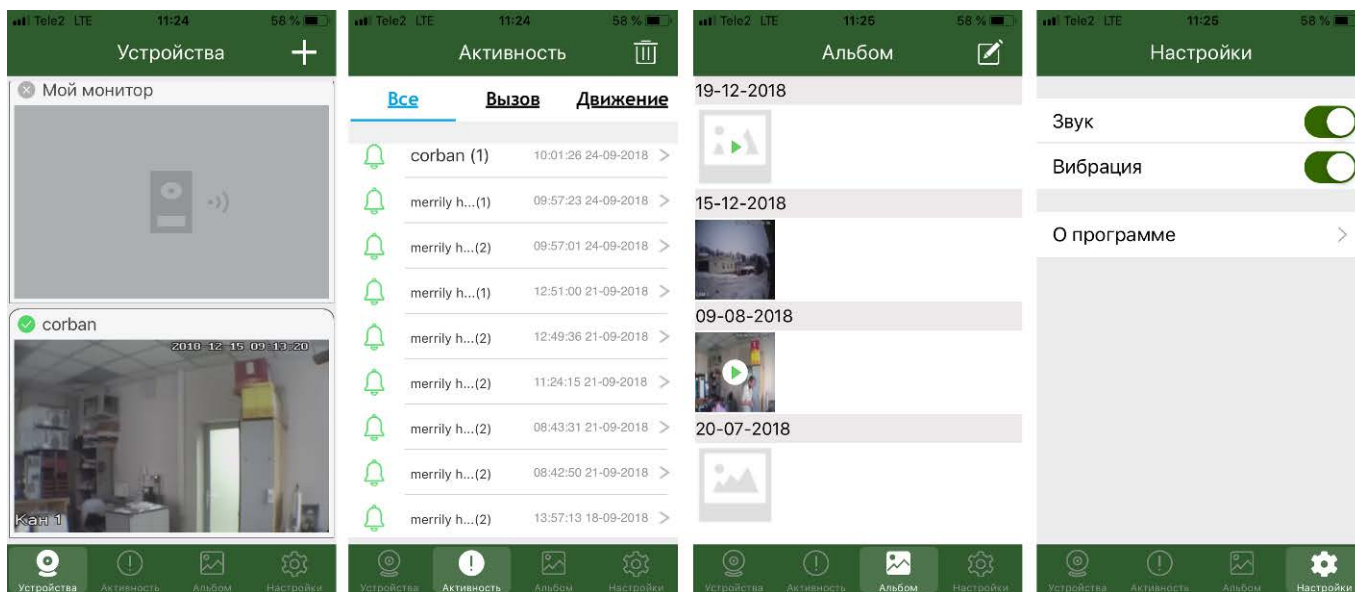 Tele2 LTE 11:24 58 %
Устройства
Мой монитор
corban
2018-12-15 09:13:20
Кан 1
Устройства Активность Альбом Настройки
Tele2 LTE 11:24 58 %
Активность
Все Вызов Движение
corban (1) 10:01:26 24-09-2018
merrily h...(1) 09:57:23 24-09-2018
merrily h...(2) 09:57:01 24-09-2018
merrily h...(1) 12:51:00 21-09-2018
merrily h...(2) 12:49:36 21-09-2018
merrily h...(2) 11:24:15 21-09-2018
merrily h...(2) 08:43:31 21-09-2018
merrily h...(2) 08:42:50 21-09-2018
merrily h...(2) 13:57:13 18-09-2018
Устройства Активность Альбом Настройки
Tele2 LTE 11:25 58 %
Альбом
19-12-2018
15-12-2018
09-08-2018
20-07-2018
Устройства Активность Альбом Настройки
Tele2 LTE 11:25 58 %
Настройки
Звук
Вибрация
О программе
Устройства Активность Альбом Настройки